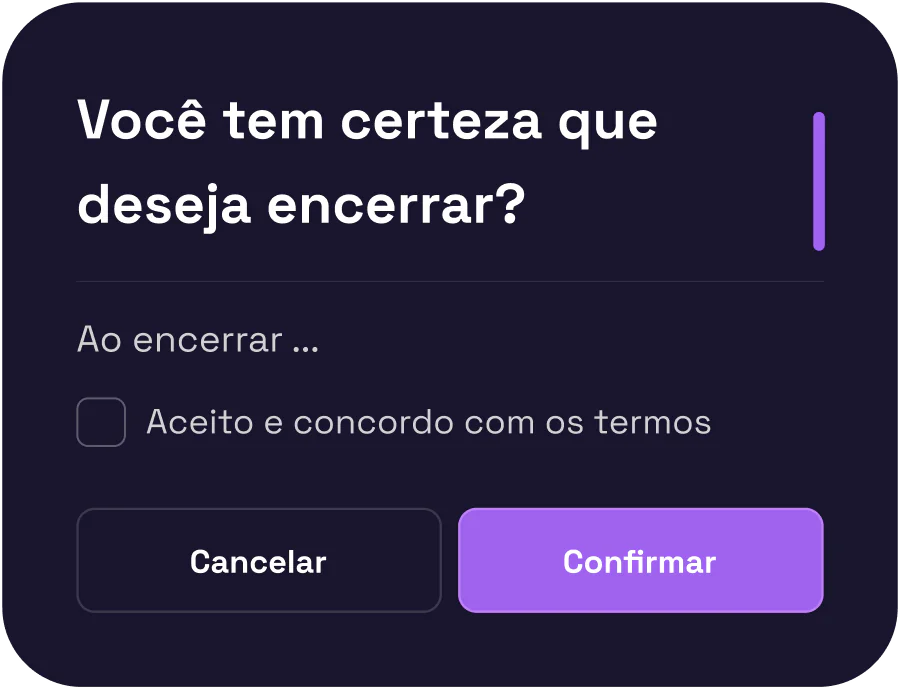 Você tem certeza que
deseja encerrar?
Ao encerrar ...
Aceito e concordo com os termos
Cancelar
Confirmar